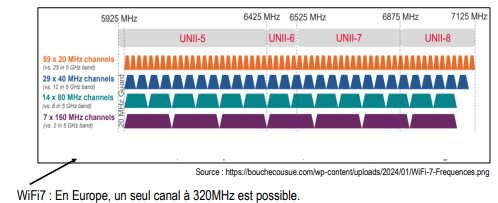 5925 MHz 6425 MHz 6525 MHz 6875 MHz 7125 MHz
UNII-5 UNII-6 UNII-7 UNII-8
59 x 20 MHz channels
(vs. 28 in 5 GHz band)
29 x 40 MHz channels
(vs. 12 in 5 GHz band)
14 x 80 MHz channels
(vs. 6 in 5 GHz band)
7 x 160 MHz channels
(vs. 2 in 5 GHz band)
20 MHz Guard
Source : https://bouchecousue.com/wp-content/uploads/2024/01/WiFi-7-Frequences.png
WiFi7 : En Europe, un seul canal à 320MHz est possible.